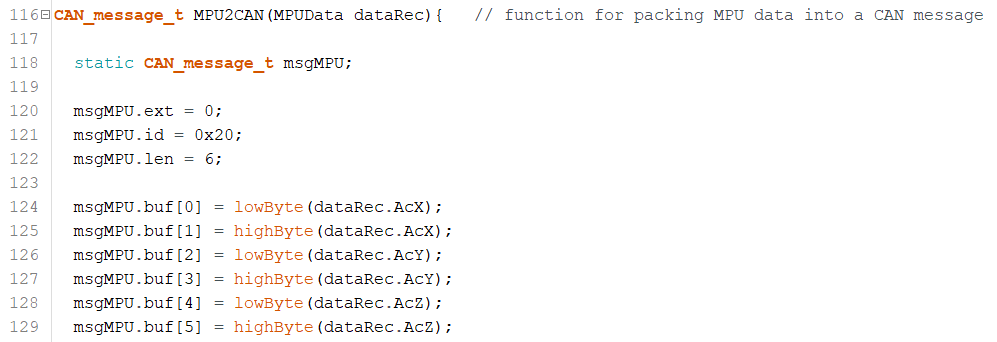 116 CAN_message_t MPU2CAN(MPUData dataRec){   // function for packing MPU data into a CAN message
117
118   static CAN_message_t msgMPU;
119
120   msgMPU.ext = 0;
121   msgMPU.id = 0x20;
122   msgMPU.len = 6;
123
124   msgMPU.buf[0] = lowByte(dataRec.AcX);
125   msgMPU.buf[1] = highByte(dataRec.AcX);
126   msgMPU.buf[2] = lowByte(dataRec.AcY);
127   msgMPU.buf[3] = highByte(dataRec.AcY);
128   msgMPU.buf[4] = lowByte(dataRec.AcZ);
129   msgMPU.buf[5] = highByte(dataRec.AcZ);